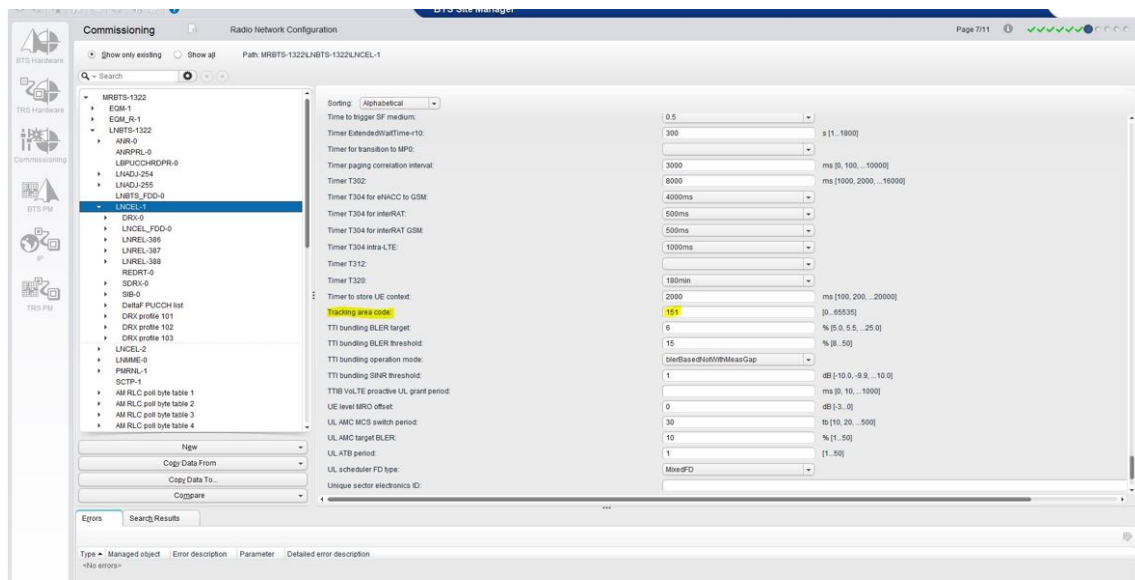 BTS Site Manager
Commissioning Radio Network Configuration Page 7/11
Show only existing Show all Path: MRBTS-1322\LNBTS-1322\LNCEL-1
Search
BTS Hardware
TRS Hardware
Commissioning
BTS PM
IP
TRS PM
MRBTS-1322
EQM-1
EQM_R-1
LNBTS-1322
ANR-0
ANRPRL-0
LBPUCCHRDPR-0
LNADJ-254
LNADJ-255
LNBTS_FDD-0
LNCEL-1
DRX-0
LNCEL_FDD-0
LNREL-386
LNREL-387
LNREL-388
REDRT-0
SDRX-0
SIB-0
DeltaF PUCCH list
DRX profile 101
DRX profile 102
DRX profile 103
LNCEL-2
LNMME-0
PMRNL-1
SCTP-1
AM RLC poll byte table 1
AM RLC poll byte table 2
AM RLC poll byte table 3
AM RLC poll byte table 4
New
Copy Data From
Copy Data To...
Compare
Sorting: Alphabetical
Time to trigger SF medium: 0.5
Timer ExtendedWaitTime-r10: 300 s [1...1800]
Timer for transition to MP0:
Timer paging correlation interval: 3000 ms [0, 100, ...10000]
Timer T302: 8000 ms [1000, 2000, ...16000]
Timer T304 for eNACC to GSM: 4000ms
Timer T304 for interRAT: 500ms
Timer T304 for interRAT GSM: 500ms
Timer T304 intra-LTE: 1000ms
Timer T312:
Timer T320: 180min
Timer to store UE context: 2000 ms [100, 200, ...20000]
Tracking area code: 151 [0...65535]
TTI bundling BLER target: 6 % [5.0, 5.5, ...25.0]
TTI bundling BLER threshold: 15 % [8...50]
TTI bundling operation mode: blerBasedNotWithMeasGap
TTI bundling SINR threshold: 1 dB [-10.0, -9.9, ...10.0]
TTIB VoLTE proactive UL grant period: ms [0, 10, ...1000]
UE level MRO offset: 0 dB [-3...0]
UL AMC MCS switch period: 30 tb [10, 20, ...500]
UL AMC target BLER: 10 % [1...50]
UL ATB period: 1 [1...50]
UL scheduler FD type: MixedFD
Unique sector electronics ID:
Errors Search Results
Type Managed object Error description Parameter Detailed error description
<No errors>